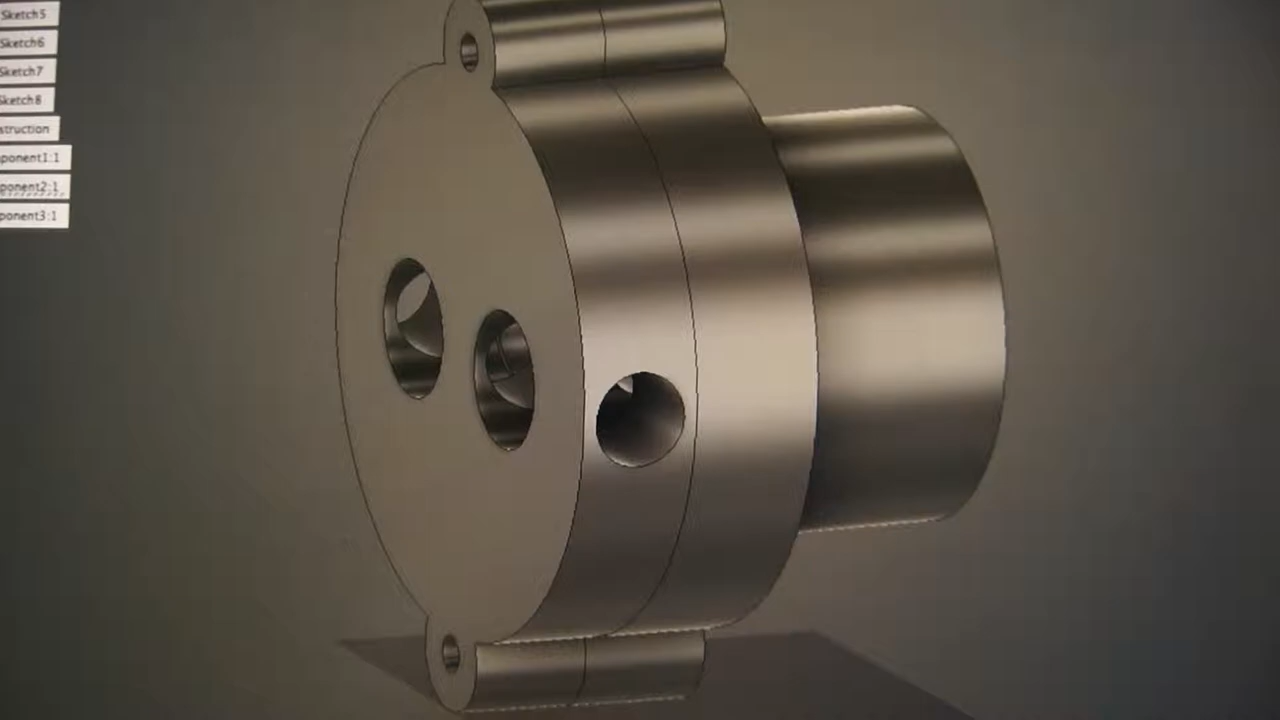 Sketch5
Sketch6
Sketch7
Sketch8
struction
ponent1:1
ponent2:1
ponent3:1